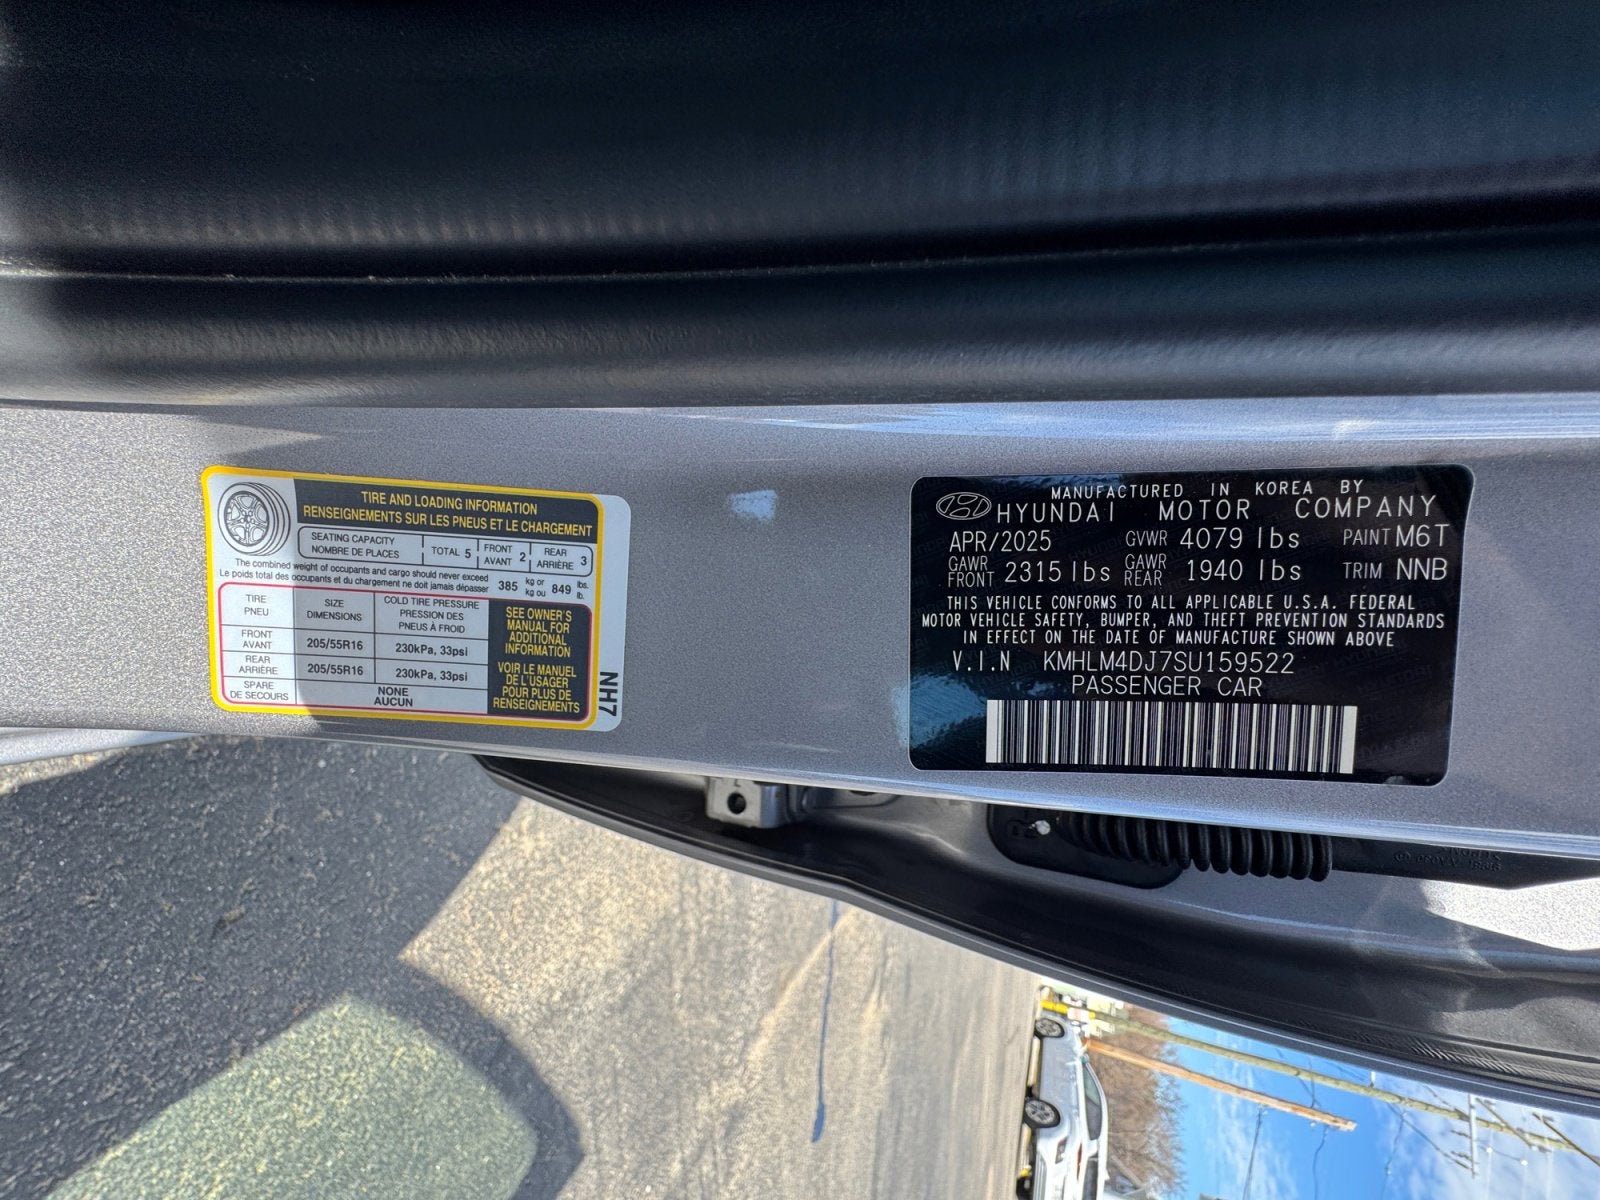 TIRE AND LOADING INFORMATION
RENSEIGNEMENTS SUR LES PNEUS ET LE CHARGEMENT
SEATING CAPACITY
NOMBRE DE PLACES
TOTAL 5
FRONT
AVANT 2
REAR
ARRIÈRE 3
The combined weight of occupants and cargo should never exceed
Le poids total des occupants et du chargement ne doit jamais dépasser
385 kg or
kg ou
849 lbs.
lb.
TIRE
PNEU
SIZE
DIMENSIONS
COLD TIRE PRESSURE
PRESSION DES
PNEUS À FROID
FRONT
AVANT
205/55R16
230kPa, 33psi
REAR
ARRIÈRE
205/55R16
230kPa, 33psi
SPARE
DE SECOURS
NONE
AUCUN
SEE OWNER'S
MANUAL FOR
ADDITIONAL
INFORMATION
VOIR LE MANUEL
DE L'USAGER
POUR PLUS DE
RENSEIGNEMENTS
NH7
MANUFACTURED IN KOREA BY
HYUNDAI MOTOR COMPANY
APR/2025 GVWR 4079 lbs PAINT M6T
GAWR
FRONT 2315 lbs GAWR
REAR 1940 lbs TRIM NNB
THIS VEHICLE CONFORMS TO ALL APPLICABLE U.S.A. FEDERAL
MOTOR VEHICLE SAFETY, BUMPER, AND THEFT PREVENTION STANDARDS
IN EFFECT ON THE DATE OF MANUFACTURE SHOWN ABOVE
V.I.N KMHLM4DJ7SU159522
PASSENGER CAR